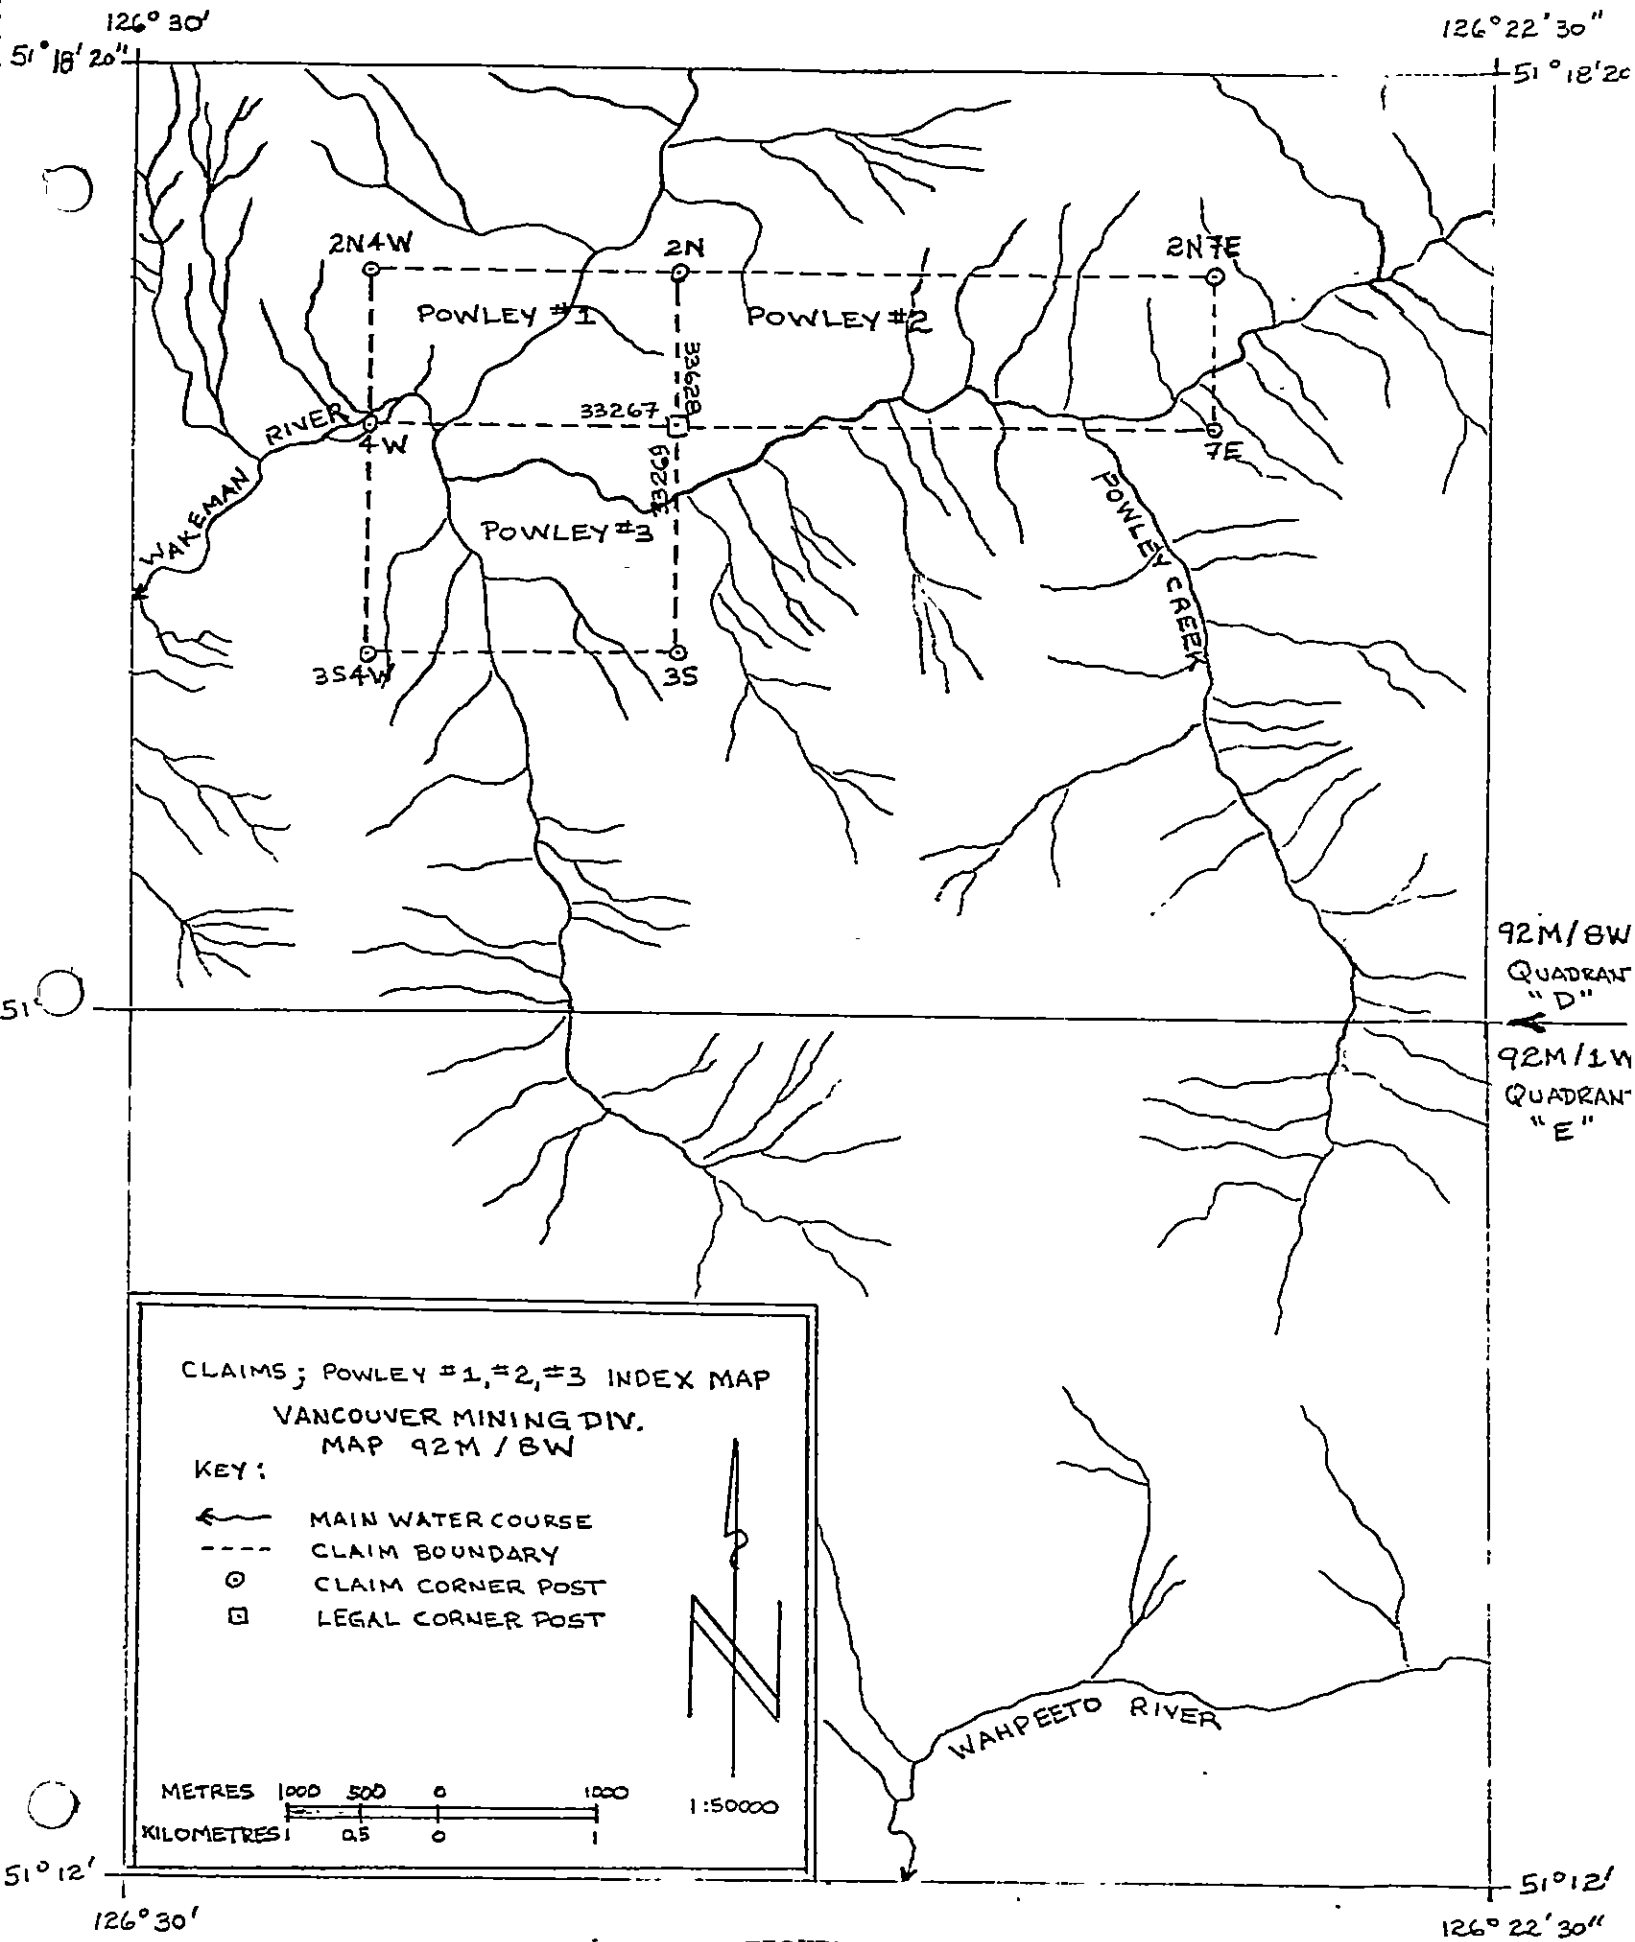 126° 30'
126° 22' 30"
51° 18' 20"
51° 18' 20
2N4W
2N
2N7E
POWLEY #1
POWLEY #2
33628
33267
RIVER
4W
7E
33269
WAKEMAN
POWLEY #3
POWLEY CREEK
3S4W
3S
92M/8W
QUADRANT
"D"
51°
92M/1W
QUADRANT
"E"
CLAIMS; POWLEY #1, #2, #3 INDEX MAP
VANCOUVER MINING DIV.
MAP 92M / 8W
KEY:
MAIN WATER COURSE
CLAIM BOUNDARY
CLAIM CORNER POST
LEGAL CORNER POST
N
WAHPEETO RIVER
METRES 1000 500 0 1000
1:50000
KILOMETRES 1 0.5 0 1
51° 12'
51° 12'
126° 30'
126° 22' 30"